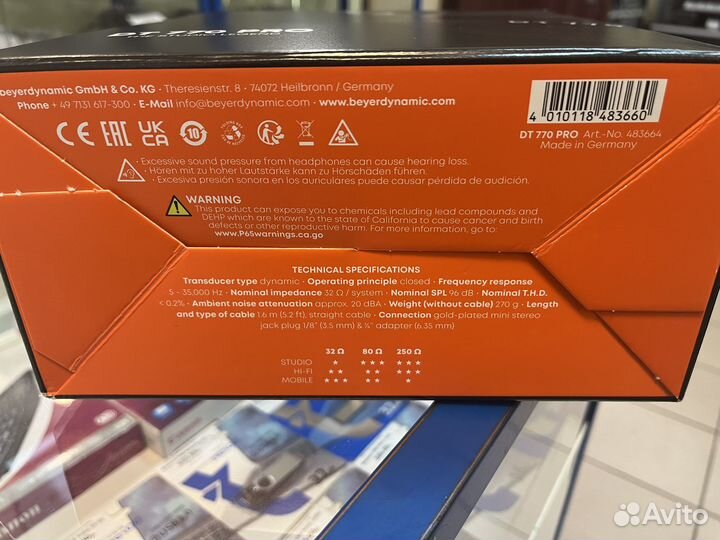 DT 770 PRO
beyerdynamic GmbH & Co. KG · Theresienstr. 8 · 74072 Heilbronn / Germany
Phone + 49 7131 617-300 · E-Mail info@beyerdynamic.com · www.beyerdynamic.com
4 010118 483660
DT 770 PRO Art.-No. 483664
Made in Germany
CE EAC UK CA 10
• Excessive sound pressure from headphones can cause hearing loss.
• Hören mit zu hoher Lautstärke kann zu Hörschäden führen.
• Excesiva presión sonora en los auriculares puede causar pérdida de audición.
WARNING
This product can expose you to chemicals including lead compounds and
DEHP which are known to the state of California to cause cancer and birth
defects or other reproductive harm. For more information, go to:
www.P65warnings.ca.go
TECHNICAL SPECIFICATIONS
Transducer type dynamic · Operating principle closed · Frequency response
5 - 35.000 Hz · Nominal impedance 32 Ω / system · Nominal SPL 96 dB · Nominal T.H.D.
< 0.2% · Ambient noise attenuation approx. 20 dBA · Weight (without cable) 270 g · Length
and type of cable 1.6 m (5.2 ft), straight cable · Connection gold-plated mini stereo
jack plug 1/8" (3.5 mm) & ¼" adapter (6.35 mm)
32 Ω 80 Ω 250 Ω
STUDIO ★ ★★ ★★★
HI-FI ★★ ★★ ★★★
MOBILE ★★★ ★★ ★
Avito